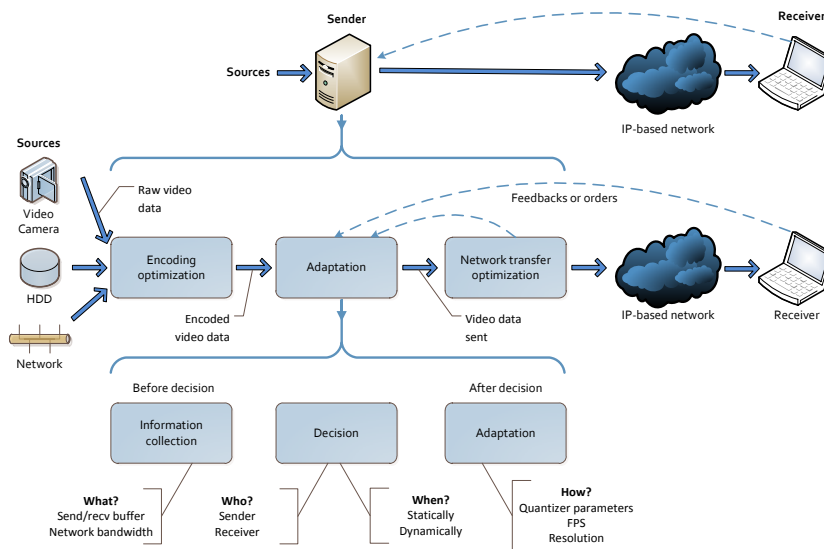 Sender
Receiver
Sources
IP-based network
Sources
Raw video
data
Video
Camera
Feedbacks or orders
Encoding
optimization
Adaptation
Network transfer
optimization
HDD
IP-based network
Receiver
Encoded
video data
Video data
sent
Network
Before decision
After decision
Information
collection
Decision
Adaptation
What?
Send/recv buffer
Network bandwidth
Who?
Sender
Receiver
When?
Statically
Dynamically
How?
Quantizer parameters
FPS
Resolution